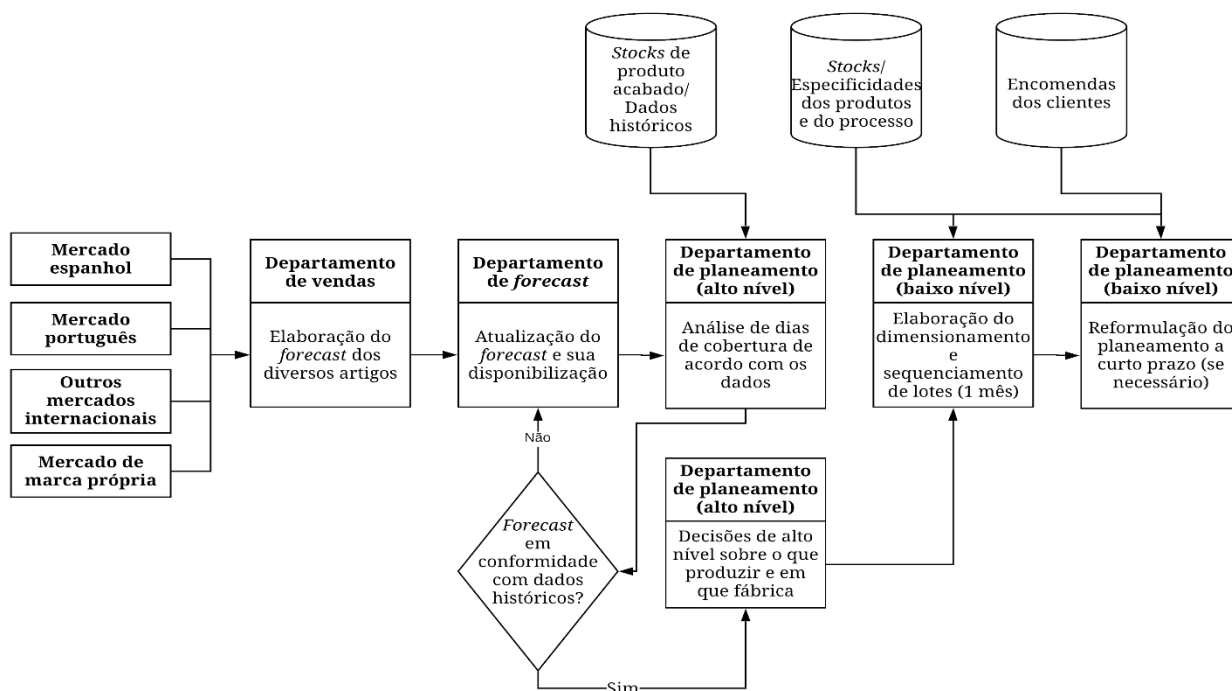 Stocks de
produto
acabado/
Dados
históricos
Stocks/
Especificidades
dos produtos
e do processo
Encomendas
dos clientes
Mercado
espanhol
Mercado
português
Outros
mercados
internacionais
Mercado de
marca própria
Departamento
de vendas
Elaboração do
forecast dos
diversos artigos
Departamento
de forecast
Atualização do
forecast e sua
disponibilização
Departamento
de planeamento
(alto nível)
Análise de dias
de cobertura de
acordo com os
dados
Departamento
de planeamento
(baixo nível)
Elaboração do
dimensionamento
e
sequenciamento
de lotes (1 mês)
Departamento
de planeamento
(baixo nível)
Reformulação do
planeamento a
curto prazo (se
necessário)
Não
Forecast
em
conformidade
com dados
históricos?
Sim
Departamento
de planeamento
(alto nível)
Decisões de alto
nível sobre o que
produzir e em
que fábrica